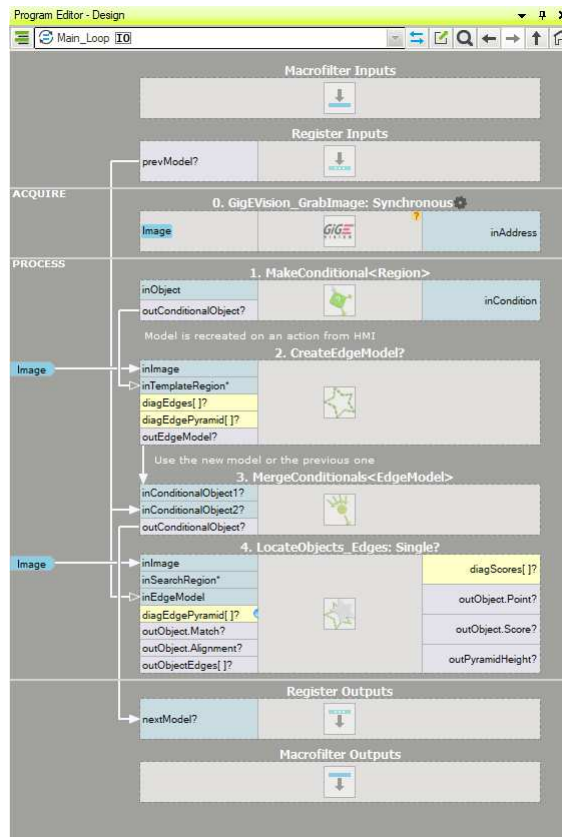 Program Editor - Design
Main_Loop IO
Macrofilter Inputs
Register Inputs
prevModel?
ACQUIRE
0. GigEVision_GrabImage: Synchronous
Image
GiGE
VISION
?
inAddress
PROCESS
1. MakeConditional<Region>
inObject
outConditionalObject?
inCondition
Model is recreated on an action from HMI
2. CreateEdgeModel?
Image
inImage
inTemplateRegion*
diagEdges[ ]?
diagEdgePyramid[ ]?
outEdgeModel?
Use the new model or the previous one
3. MergeConditionals<EdgeModel>
inConditionalObject1?
inConditionalObject2?
outConditionalObject?
4. LocateObjects_Edges: Single?
Image
inImage
inSearchRegion*
inEdgeModel
diagEdgePyramid[ ]?
outObject.Match?
outObject.Alignment?
outObjectEdges[ ]?
diagScores[ ]?
outObject.Point?
outObject.Score?
outPyramidHeight?
Register Outputs
nextModel?
Macrofilter Outputs